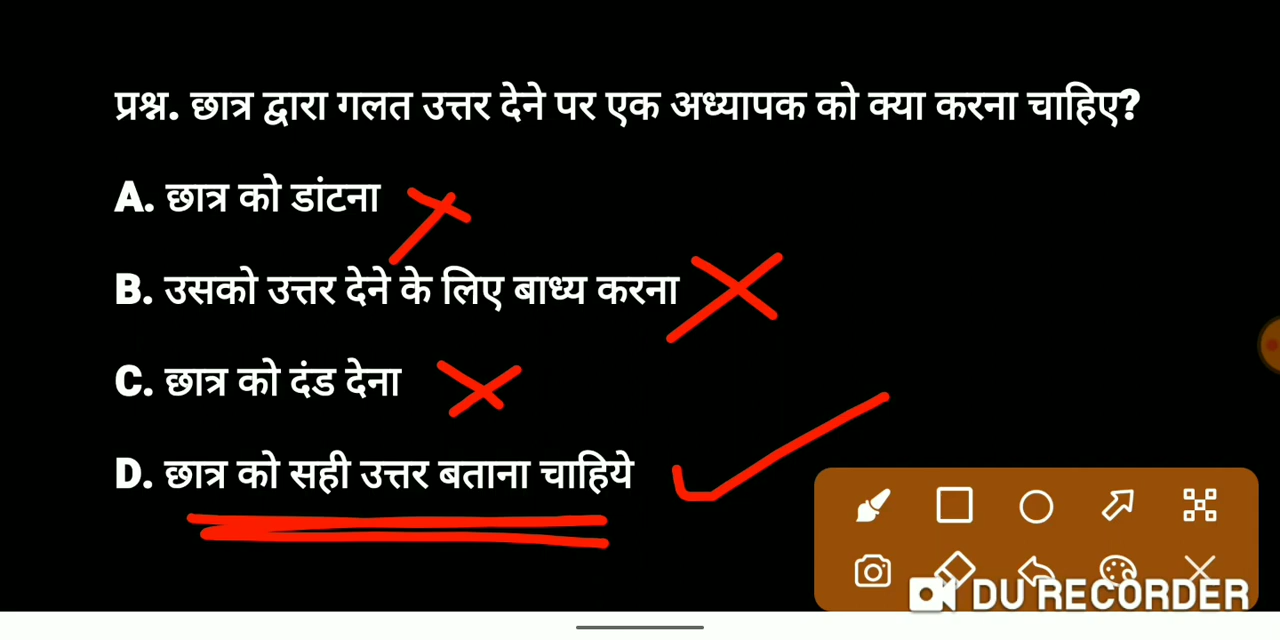 प्रश्न. छात्र द्वारा गलत उत्तर देने पर एक अध्यापक को क्या करना चाहिए?
A. छात्र को डांटना
B. उसको उत्तर देने के लिए बाध्य करना
C. छात्र को दंड देना
D. छात्र को सही उत्तर बताना चाहिये
DU RECORDER